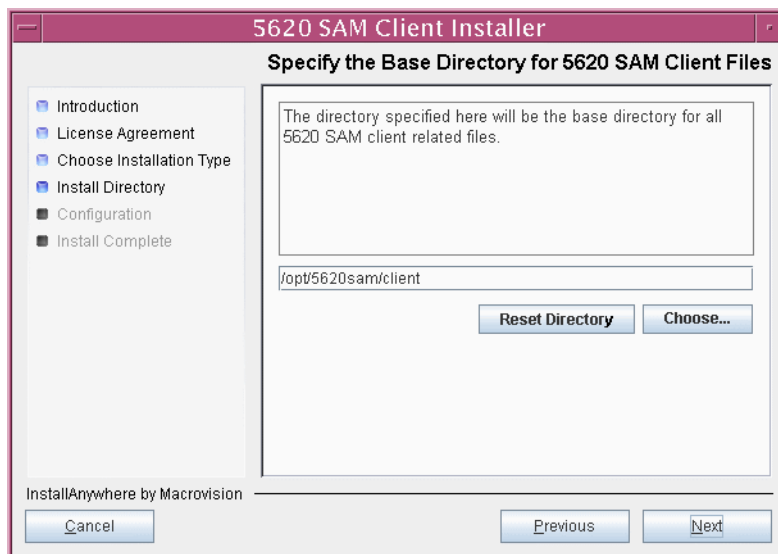 5620 SAM Client Installer
Specify the Base Directory for 5620 SAM Client Files
Introduction
License Agreement
Choose Installation Type
Install Directory
Configuration
Install Complete
The directory specified here will be the base directory for all
5620 SAM client related files.
/opt/5620sam/client
Reset Directory
Choose...
InstallAnywhere by Macrovision
Cancel
Previous
Next